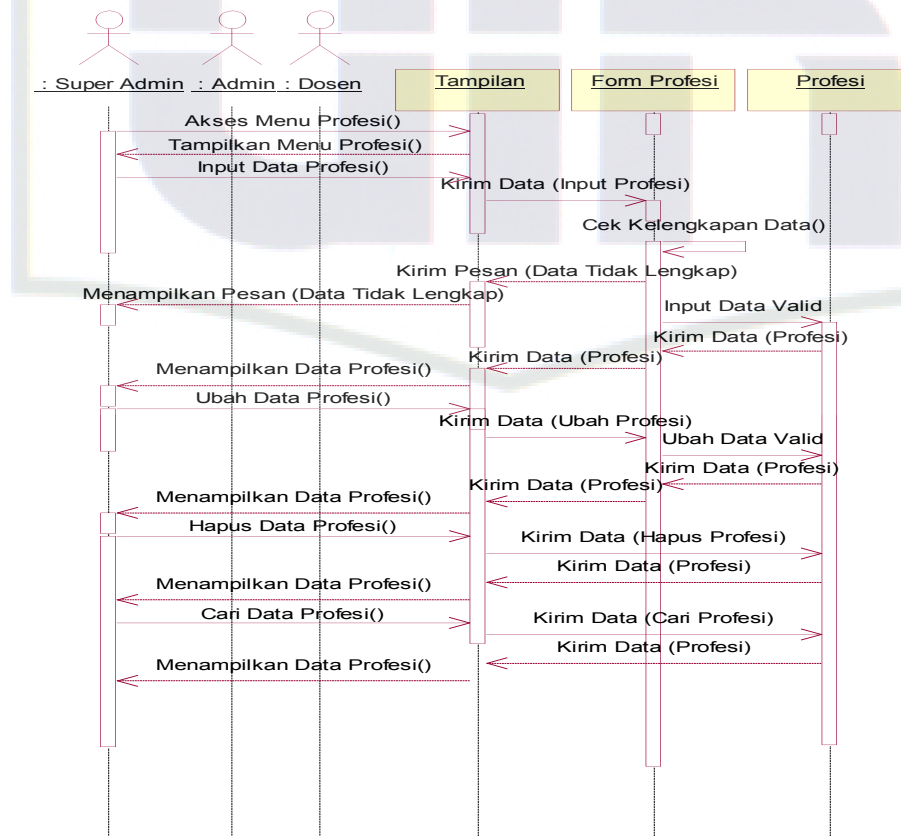 : Super Admin : Admin : Dosen Tampilan Form Profesi Profesi
Akses Menu Profesi()
Tampilkan Menu Profesi()
Input Data Profesi()
Kirim Data (Input Profesi)
Cek Kelengkapan Data()
Kirim Pesan (Data Tidak Lengkap)
Menampilkan Pesan (Data Tidak Lengkap)
Input Data Valid
Kirim Data (Profesi)
Kirim Data (Profesi)
Menampilkan Data Profesi()
Ubah Data Profesi()
Kirim Data (Ubah Profesi)
Ubah Data Valid
Kirim Data (Profesi)
Kirim Data (Profesi)
Menampilkan Data Profesi()
Hapus Data Profesi()
Kirim Data (Hapus Profesi)
Kirim Data (Profesi)
Menampilkan Data Profesi()
Cari Data Profesi()
Kirim Data (Cari Profesi)
Kirim Data (Profesi)
Menampilkan Data Profesi()